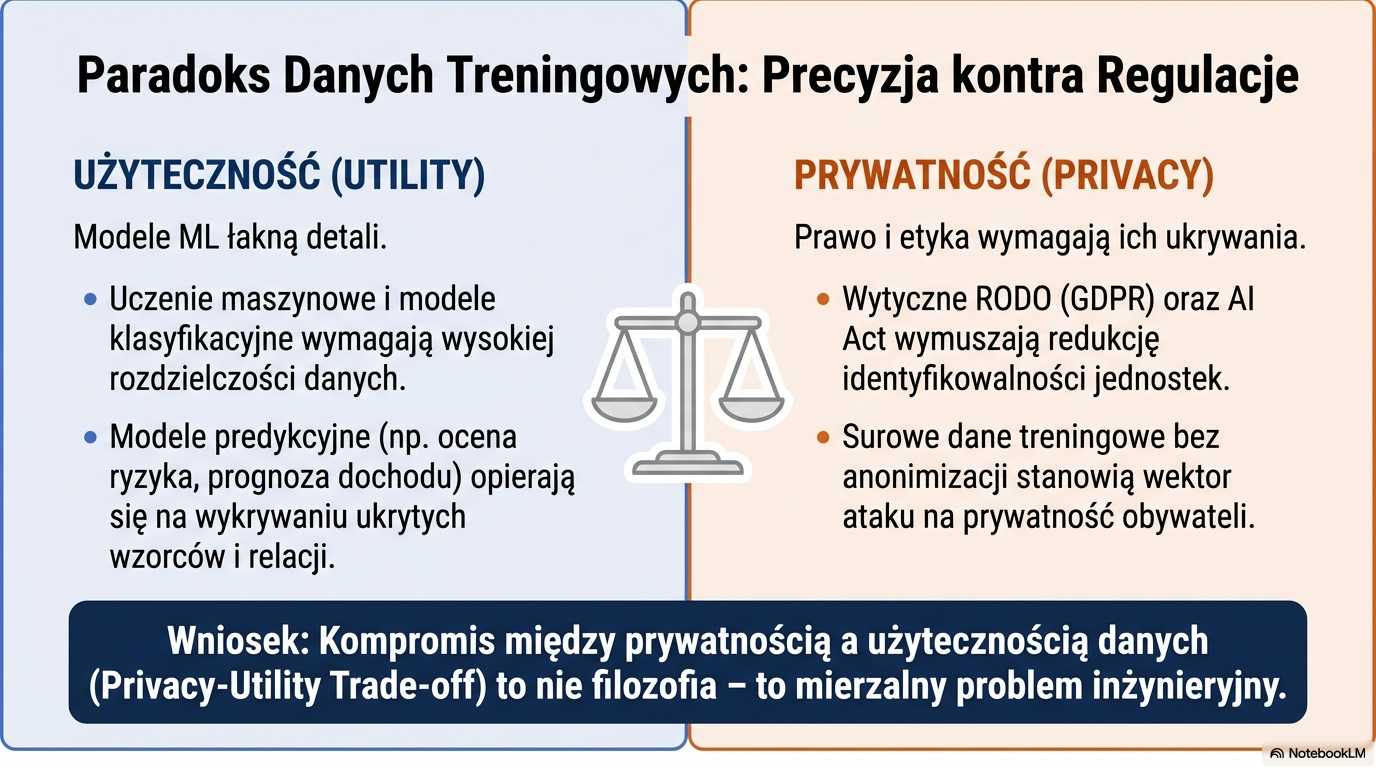 Paradoks Danych Treningowych: Precyzja kontra Regulacje
UŻYTECZNOŚĆ (UTILITY)
Modele ML łakną detali.
• Uczenie maszynowe i modele
klasyfikacyjne wymagają wysokiej
rozdzielczości danych.
• Modele predykcyjne (np. ocena
ryzyka, prognoza dochodu) opierają
się na wykrywaniu ukrytych
wzorców i relacji.
PRYWATNOŚĆ (PRIVACY)
Prawo i etyka wymagają ich ukrywania.
• Wytyczne RODO (GDPR) oraz AI
Act wymuszają redukcję
identyfikowalności jednostek.
• Surowe dane treningowe bez
anonimizacji stanowią wektor
ataku na prywatność obywateli.
Wniosek: Kompromis między prywatnością a użytecznością danych
(Privacy-Utility Trade-off) to nie filozofia – to mierzalny problem inżynieryjny.
NotebookLM